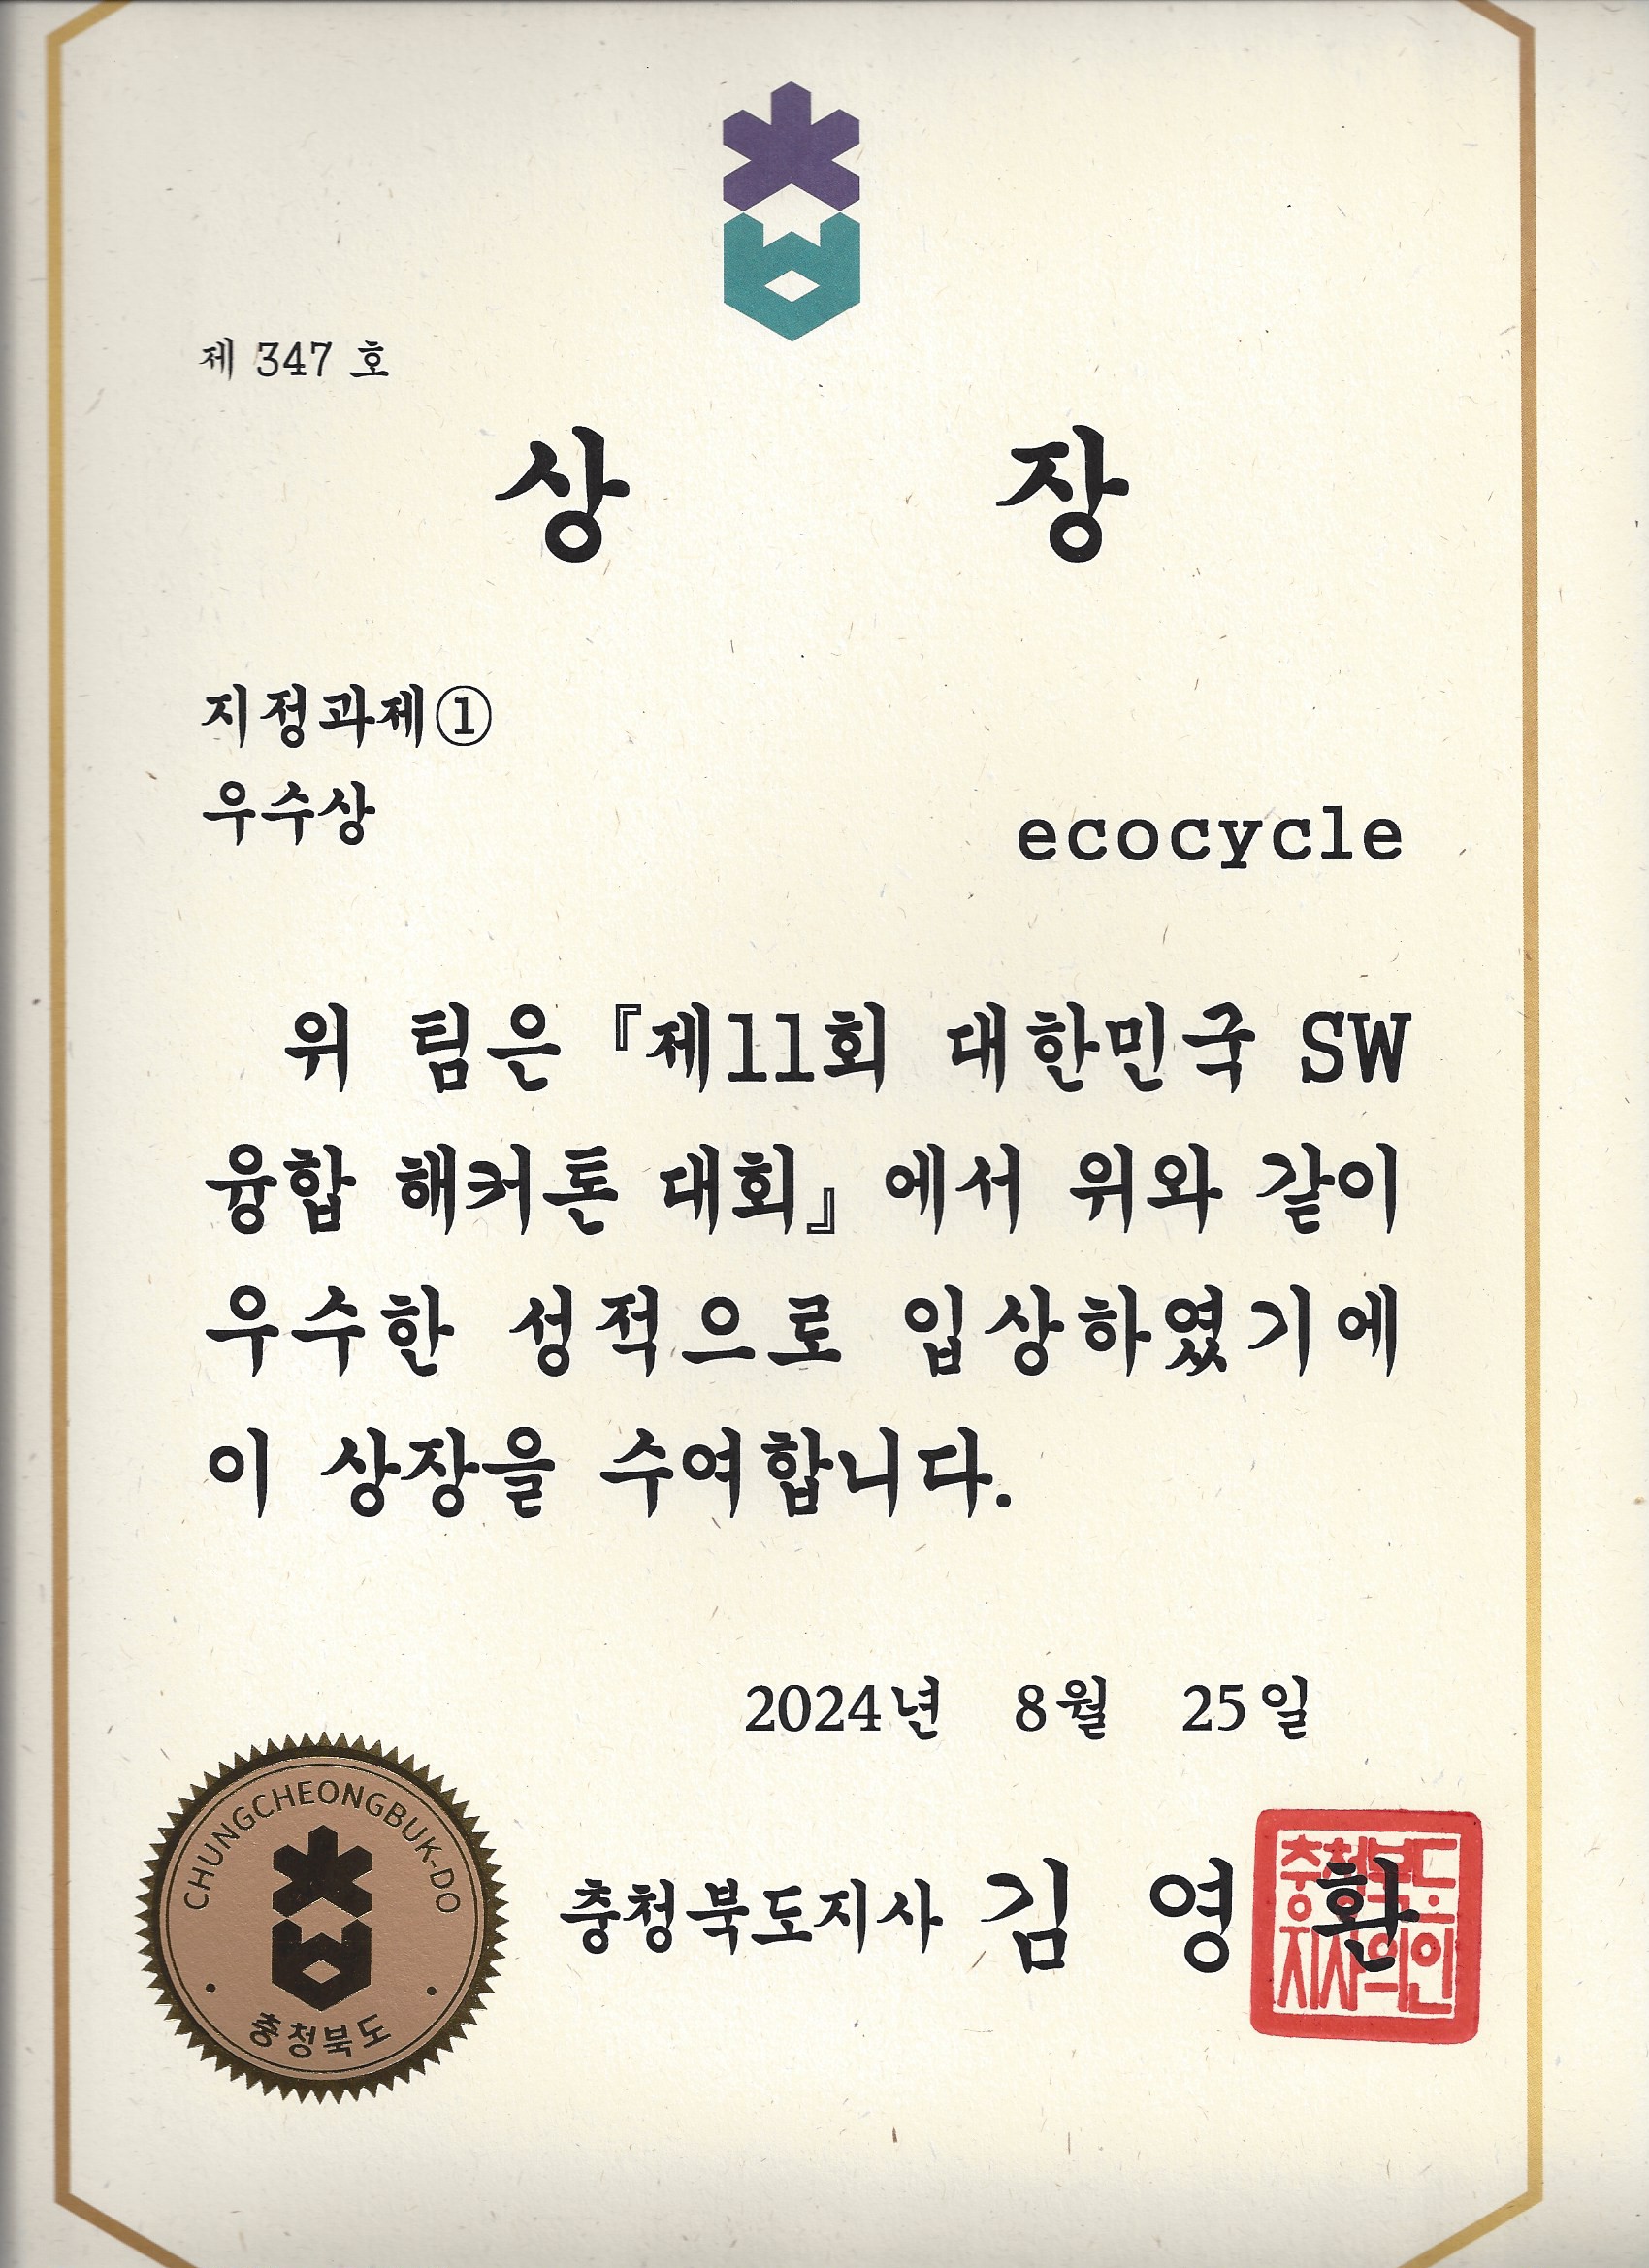 제 347 호
상 장
지정과제①
우수상
ecocycle
위 팀은 『제11회 대한민국 SW
융합 해커톤 대회』에서 위와 같이
우수한 성적으로 입상하였기에
이 상장을 수여합니다.
2024년 8월 25일
충청북도지사 김 영 환
충청북도
지사의인
CHUNGCHEONGBUK-DO
충청북도